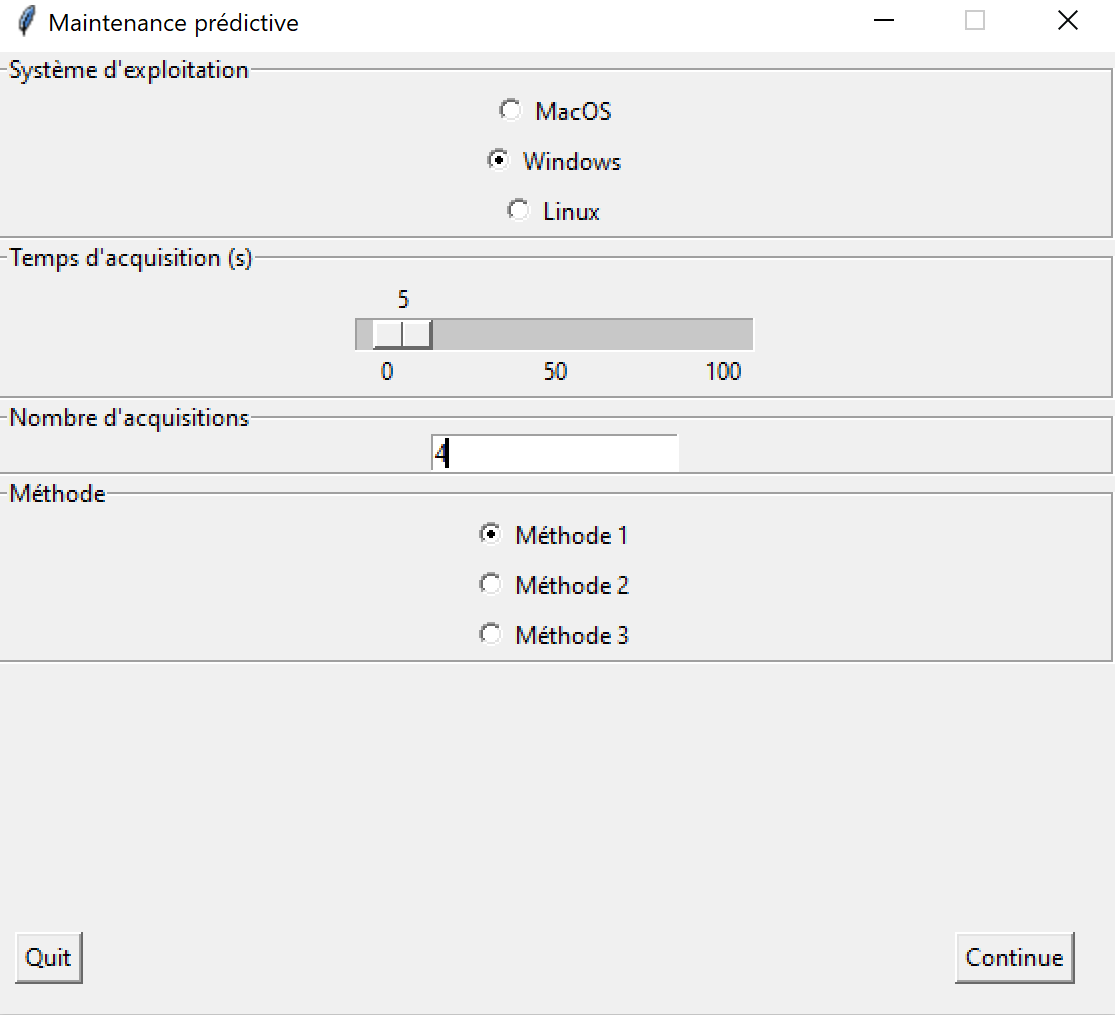 Maintenance prédictive
Système d'exploitation
MacOS
Windows
Linux
Temps d'acquisition (s)
5
0 50 100
Nombre d'acquisitions
4
Méthode
Méthode 1
Méthode 2
Méthode 3
Quit Continue